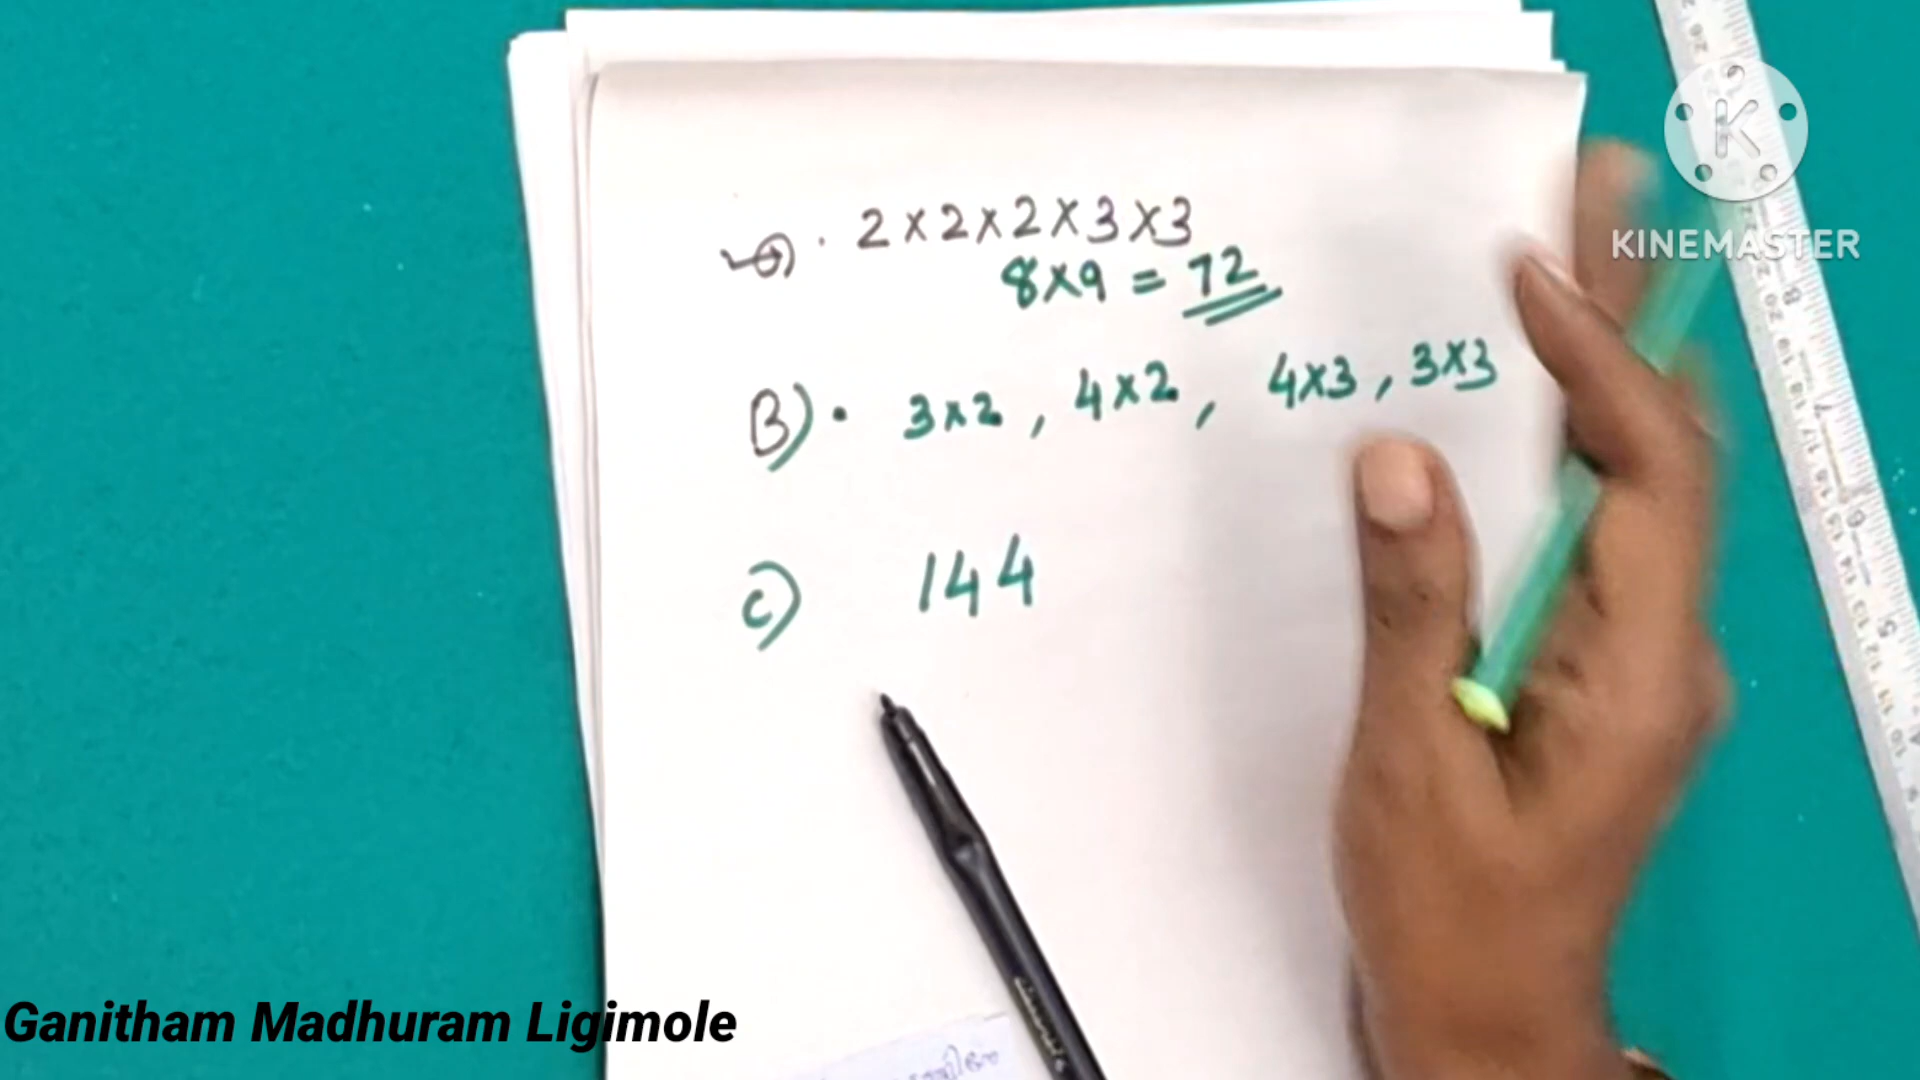 2×2×2×3×3
8×9 = 72
B) · 3×2, 4×2, 4×3, 3×3
C) 144
K
KINEMASTER
Ganitham Madhuram Ligimole